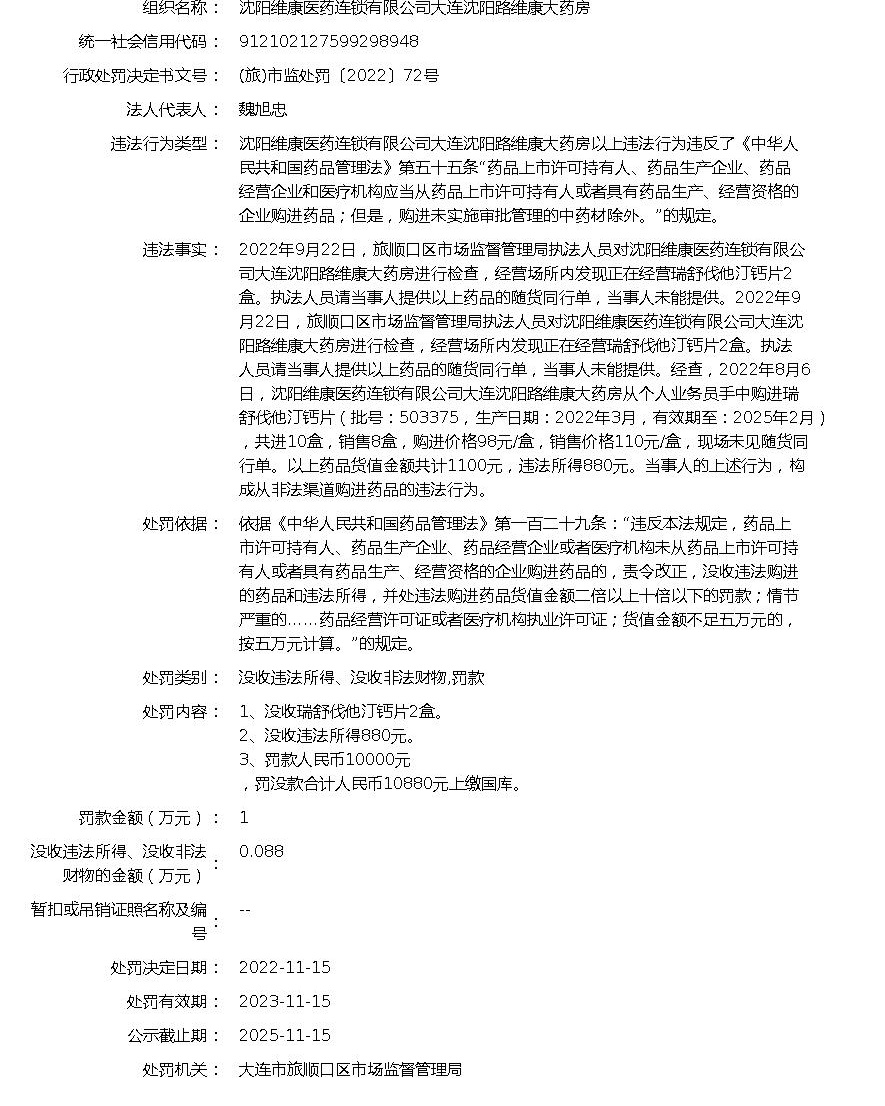 组织名称： 沈阳维康医药连锁有限公司大连沈阳路维康大药房
统一社会信用代码： 912102127599298948
行政处罚决定书文号： (旅)市监处罚〔2022〕72号
法人代表人： 魏旭忠
违法行为类型： 沈阳维康医药连锁有限公司大连沈阳路维康大药房以上违法行为违反了《中华人
民共和国药品管理法》第五十五条“药品上市许可持有人、药品生产企业、药品
经营企业和医疗机构应当从药品上市许可持有人或者具有药品生产、经营资格的
企业购进药品；但是，购进未实施审批管理的中药材除外。”的规定。
违法事实： 2022年9月22日，旅顺口区市场监督管理局执法人员对沈阳维康医药连锁有限公
司大连沈阳路维康大药房进行检查，经营场所内发现正在经营瑞舒伐他汀钙片2
盒。执法人员请当事人提供以上药品的随货同行单，当事人未能提供。2022年9
月22日，旅顺口区市场监督管理局执法人员对沈阳维康医药连锁有限公司大连沈
阳路维康大药房进行检查，经营场所内发现正在经营瑞舒伐他汀钙片2盒。执法
人员请当事人提供以上药品的随货同行单，当事人未能提供。经查，2022年8月6
日，沈阳维康医药连锁有限公司大连沈阳路维康大药房从个人业务员手中购进瑞
舒伐他汀钙片（批号：503375，生产日期：2022年3月，有效期至：2025年2月）
，共进10盒，销售8盒，购进价格98元/盒，销售价格110元/盒，现场未见随货同
行单。以上药品货值金额共计1100元，违法所得880元。当事人的上述行为，构
成从非法渠道购进药品的违法行为。
处罚依据： 依据《中华人民共和国药品管理法》第一百二十九条：“违反本法规定，药品上
市许可持有人、药品生产企业、药品经营企业或者医疗机构未从药品上市许可持
有人或者具有药品生产、经营资格的企业购进药品的，责令改正，没收违法购进
的药品和违法所得，并处违法购进药品货值金额二倍以上十倍以下的罚款；情节
严重的……药品经营许可证或者医疗机构执业许可证；货值金额不足五万元的，
按五万元计算。”的规定。
处罚类别： 没收违法所得、没收非法财物,罚款
处罚内容： 1、没收瑞舒伐他汀钙片2盒。
2、没收违法所得880元。
3、罚款人民币10000元
，罚没款合计人民币10880元上缴国库。
罚款金额（万元）： 1
没收违法所得、没收非法
财物的金额（万元）： 0.088
暂扣或吊销证照名称及编
号： --
处罚决定日期： 2022-11-15
处罚有效期： 2023-11-15
公示截止期： 2025-11-15
处罚机关： 大连市旅顺口区市场监督管理局